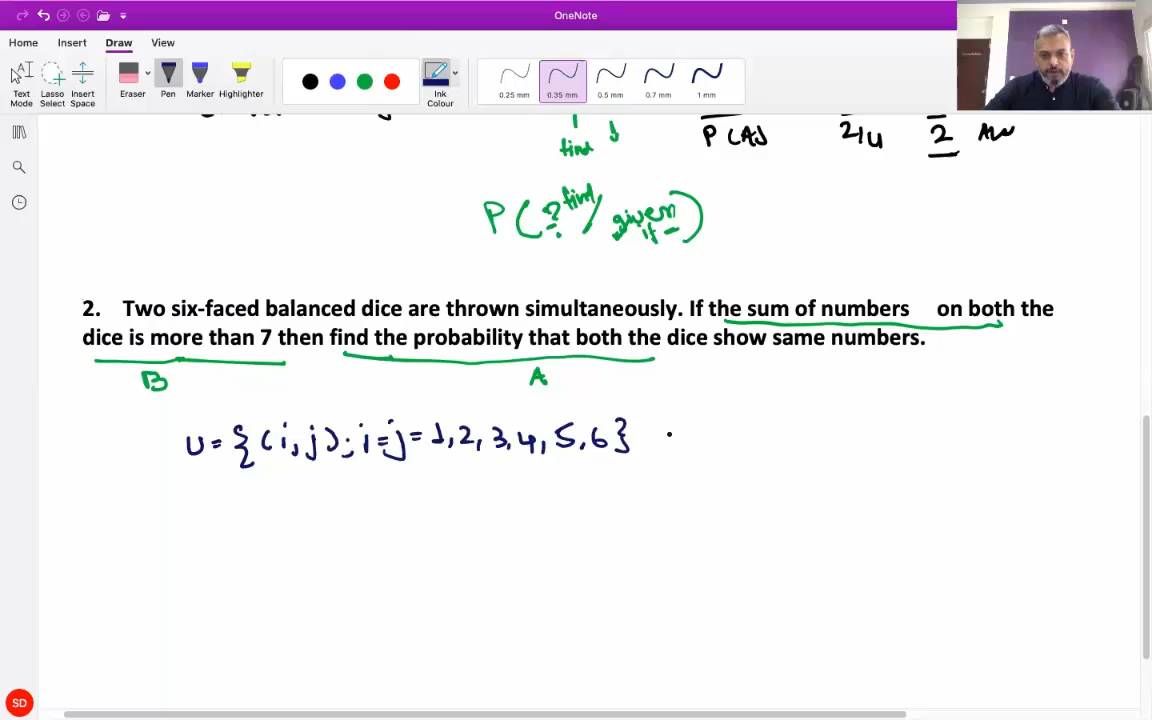 OneNote
Home Insert Draw View
Text Mode Lasso Select Insert Space Eraser Pen Marker Highlighter Ink Colour 0.25 mm 0.35 mm 0.5 mm 0.7 mm 1 mm
find P(A) 2/4 2 Ans
P(? find / given if)
2. Two six-faced balanced dice are thrown simultaneously. If the sum of numbers on both the
dice is more than 7 then find the probability that both the dice show same numbers.
B A
U = {(i, j); i = j = 1, 2, 3, 4, 5, 6}
SD